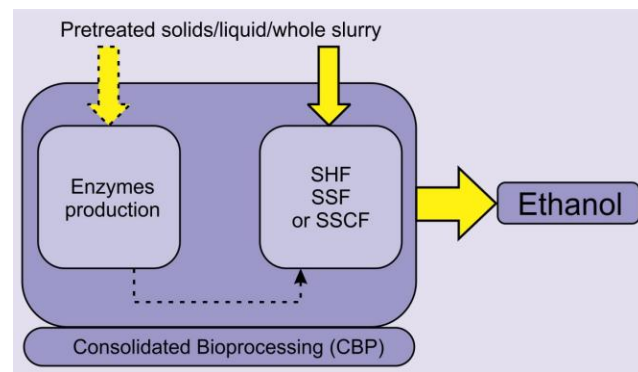 Pretreated solids/liquid/whole slurry
Enzymes
production
SHF
SSF
or SSCF
Ethanol
Consolidated Bioprocessing (CBP)